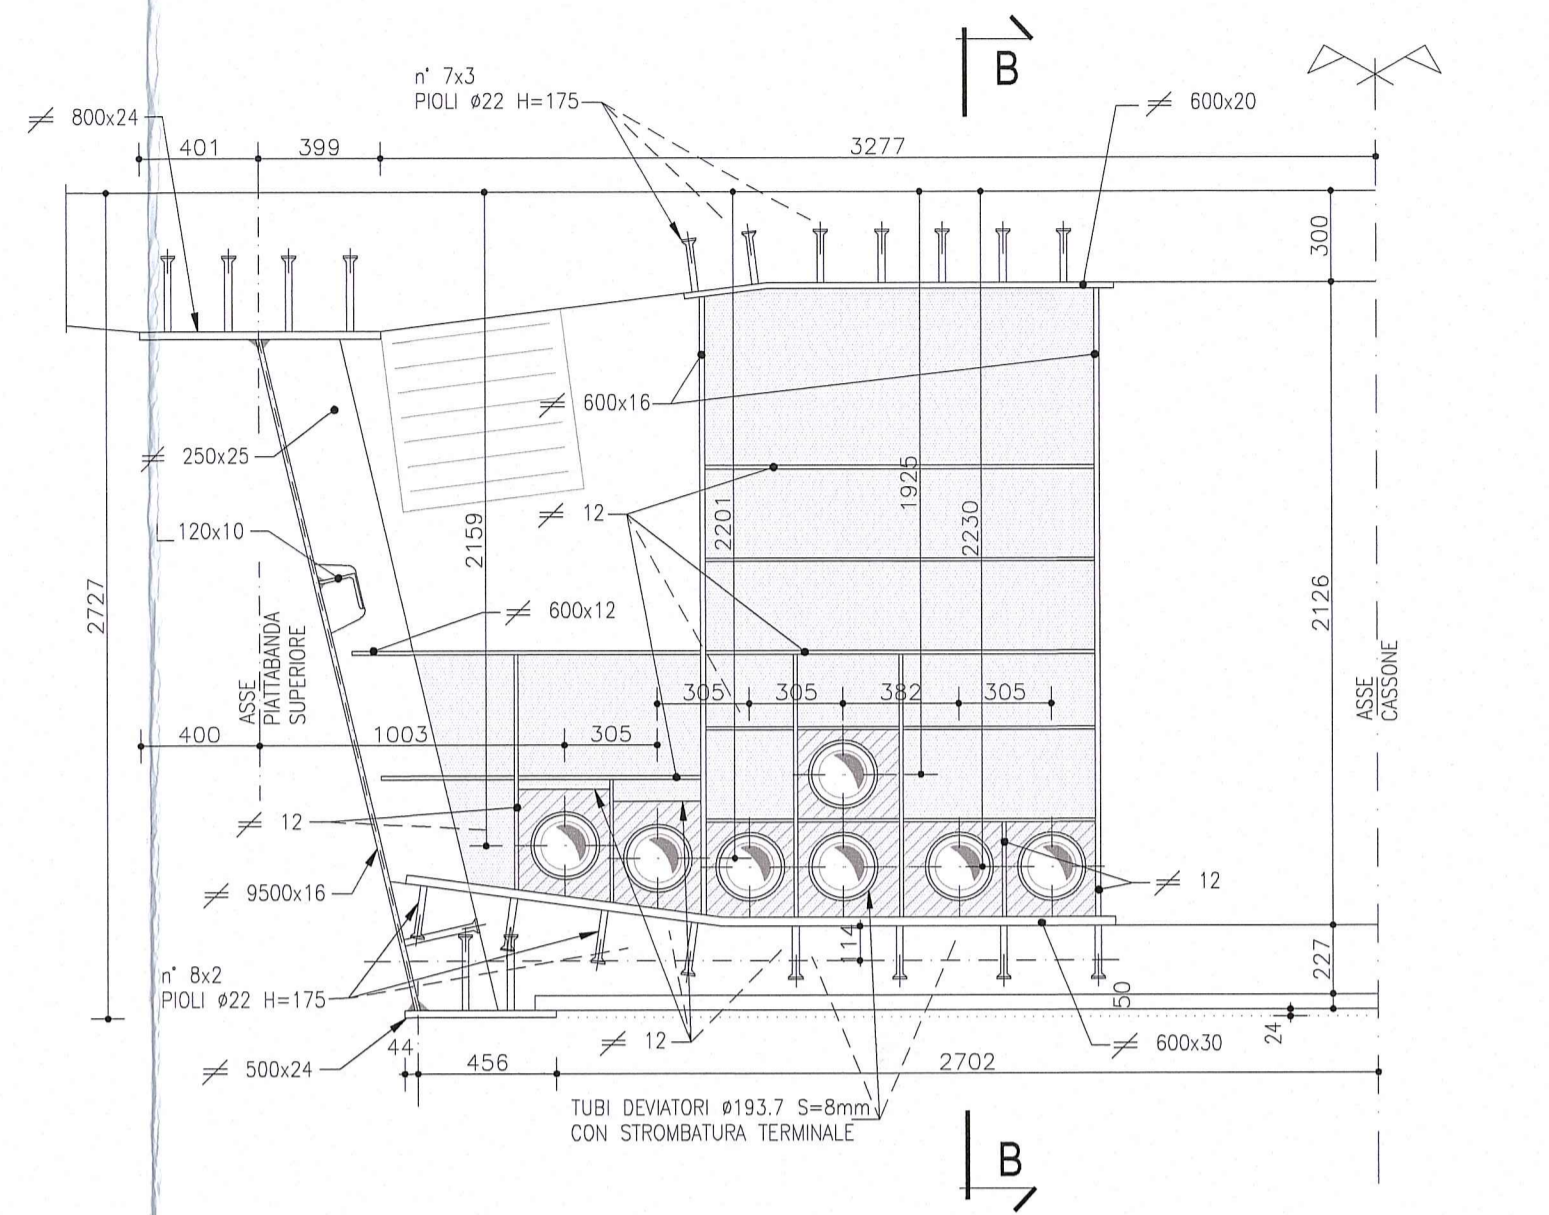 B
n° 7x3
PIOLI ø22 H=175
800x24
600x20
401
399
3277
300
600x16
250x25
1925
2201
2230
12
2159
120x10
600x12
2727
2126
ASSE
PIATTABANDA
SUPERIORE
ASSE
CASSONE
305
305
382
305
400
1003
305
12
9500x16
12
114
227
n° 8x2
PIOLI ø22 H=175
50
24
12
600x30
44
500x24
456
2702
TUBI DEVIATORI ø193.7 S=8mm
CON STROMBATURA TERMINALE
B